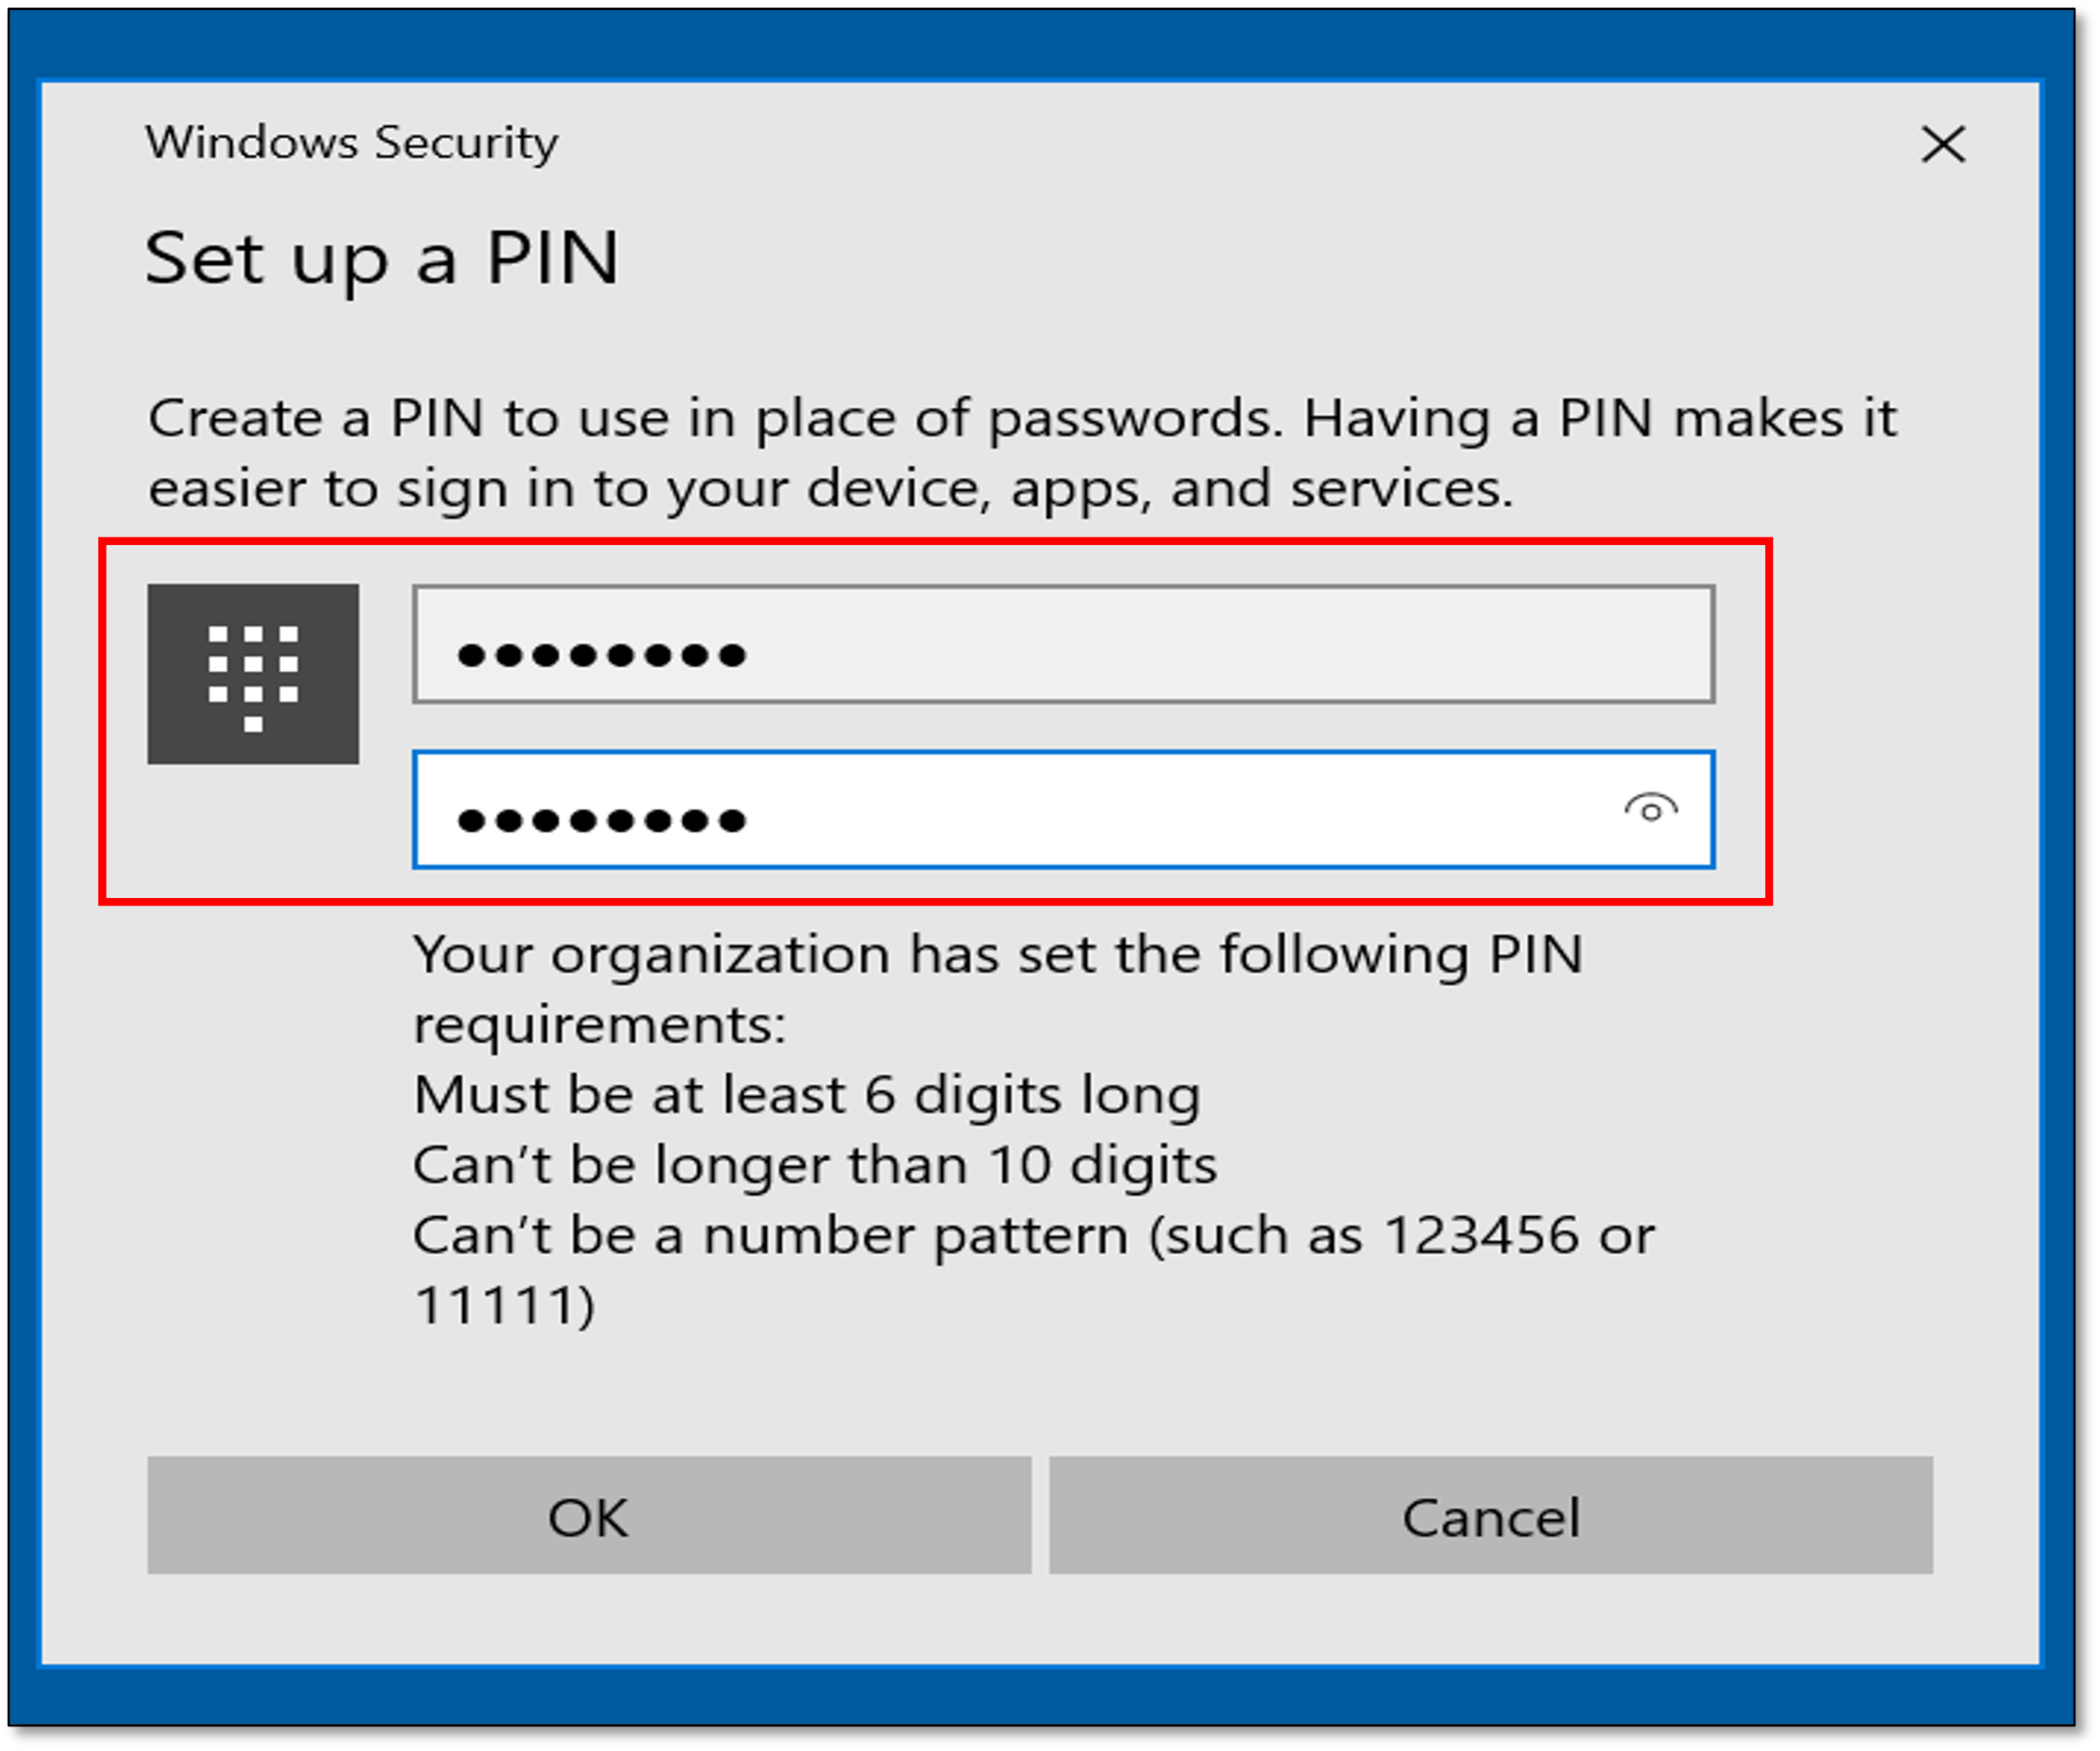 Windows Security
Set up a PIN
Create a PIN to use in place of passwords. Having a PIN makes it
easier to sign in to your device, apps, and services.
●●●●●●●●
●●●●●●●●
Your organization has set the following PIN
requirements:
Must be at least 6 digits long
Can’t be longer than 10 digits
Can’t be a number pattern (such as 123456 or
11111)
OK
Cancel